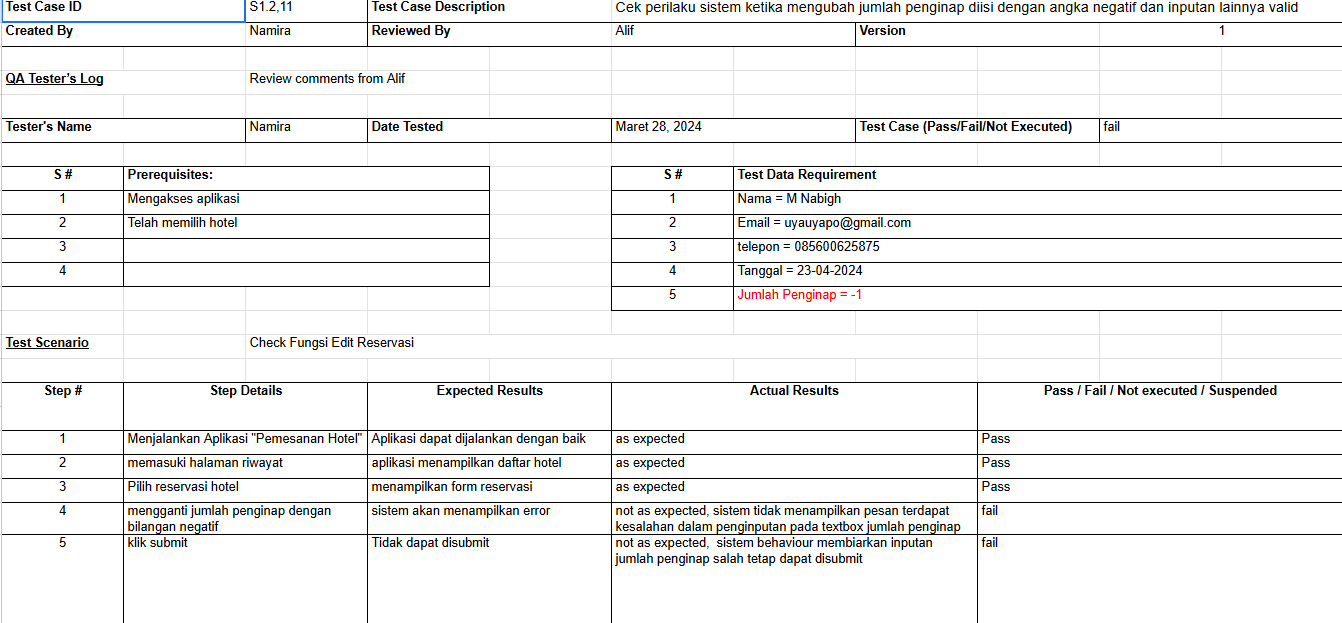 Test Case ID S1.2,11 Test Case Description Cek perilaku sistem ketika mengubah jumlah penginap diisi dengan angka negatif dan inputan lainnya valid
Created By Namira Reviewed By Alif Version 1
QA Tester's Log Review comments from Alif
Tester's Name Namira Date Tested Maret 28, 2024 Test Case (Pass/Fail/Not Executed) fail
S # Prerequisites: S # Test Data Requirement
1 Mengakses aplikasi 1 Nama = M Nabigh
2 Telah memilih hotel 2 Email = uyauyapo@gmail.com
3 3 telepon = 085600625875
4 4 Tanggal = 23-04-2024
5 Jumlah Penginap = -1
Test Scenario Check Fungsi Edit Reservasi
Step # Step Details Expected Results Actual Results Pass / Fail / Not executed / Suspended
1 Menjalankan Aplikasi "Pemesanan Hotel" Aplikasi dapat dijalankan dengan baik as expected Pass
2 memasuki halaman riwayat aplikasi menampilkan daftar hotel as expected Pass
3 Pilih reservasi hotel menampilkan form reservasi as expected Pass
4 mengganti jumlah penginap dengan sistem akan menampilkan error not as expected, sistem tidak menampilkan pesan terdapat fail
bilangan negatif kesalahan dalam penginputan pada textbox jumlah penginap
5 klik submit Tidak dapat disubmit not as expected, sistem behaviour membiarkan inputan fail
jumlah penginap salah tetap dapat disubmit